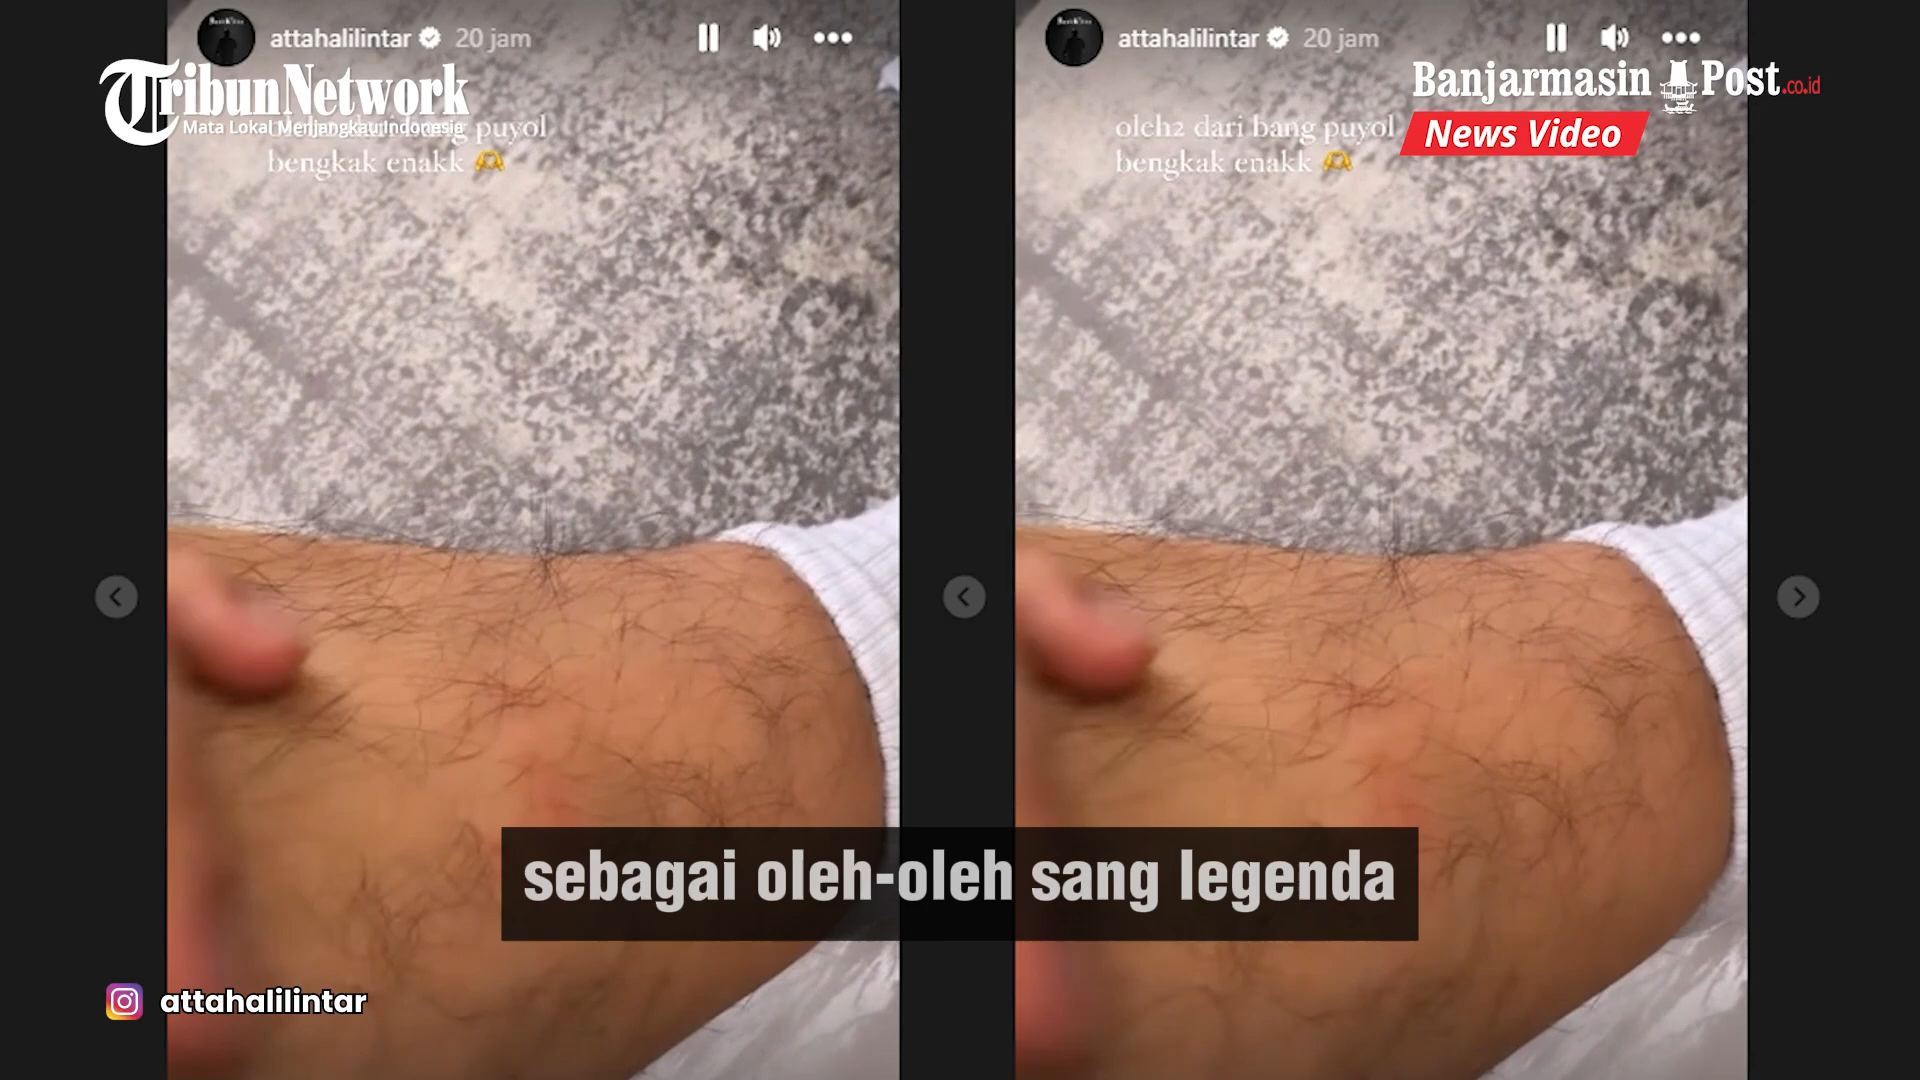 attahalilintar 20 jam
TribunNetwork
Mata Lokal Menjangkau Indonesia
puyol
bengkak enakk 🫶
attahalilintar 20 jam
Banjarmasin Post.co.id
News Video
oleh2 dari bang puyol
bengkak enakk 🫶
sebagai oleh-oleh sang legenda
attahalilintar